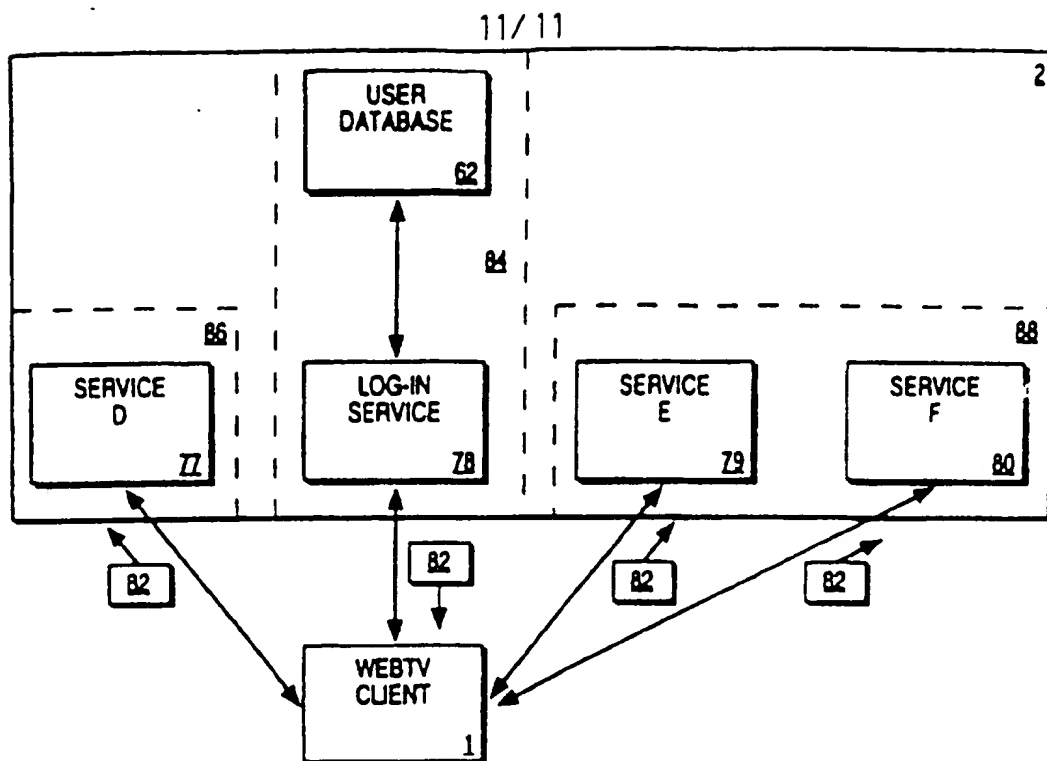 11/11
2
USER
DATABASE
62
84
86
88
SERVICE
D
77
LOG-IN
SERVICE
78
SERVICE
E
79
SERVICE
F
80
82
82
82
82
WEBTV
CLIENT
1